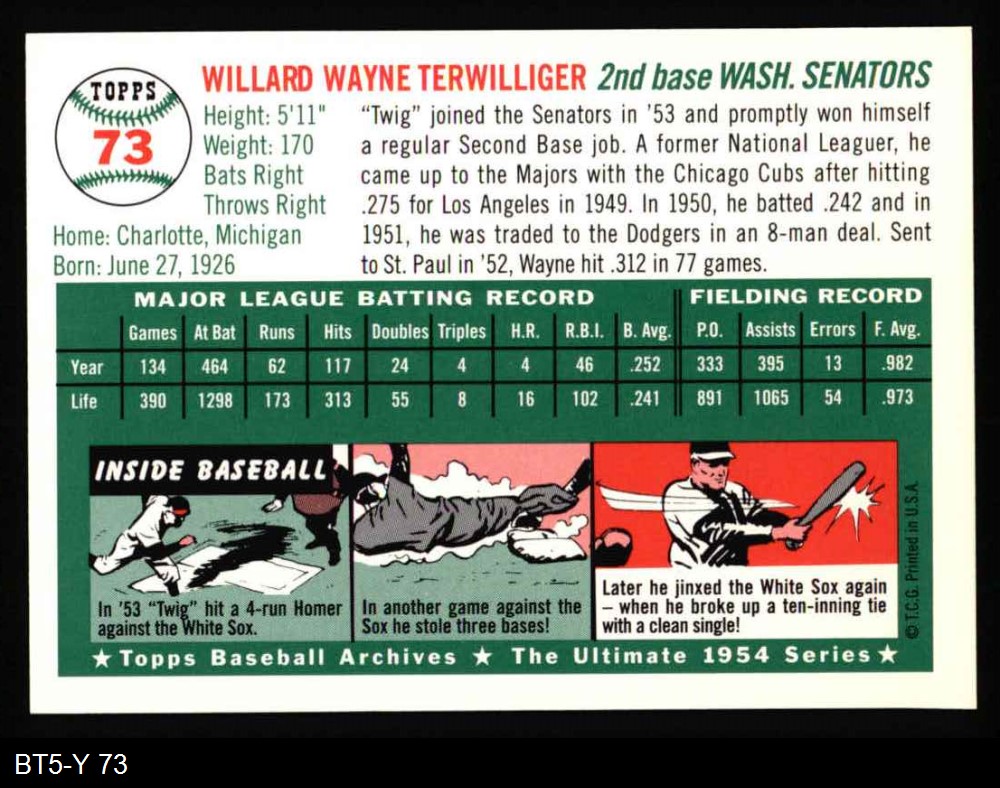 TOPPS
73
WILLARD WAYNE TERWILLIGER 2nd base WASH. SENATORS
Height: 5'11"
Weight: 170
Bats Right
Throws Right
Home: Charlotte, Michigan
Born: June 27, 1926
“Twig” joined the Senators in ’53 and promptly won himself
a regular Second Base job. A former National Leaguer, he
came up to the Majors with the Chicago Cubs after hitting
.275 for Los Angeles in 1949. In 1950, he batted .242 and in
1951, he was traded to the Dodgers in an 8-man deal. Sent
to St. Paul in ’52, Wayne hit .312 in 77 games.
MAJOR LEAGUE BATTING RECORD FIELDING RECORD
Games At Bat Runs Hits Doubles Triples H.R. R.B.I. B. Avg. P.O. Assists Errors F. Avg.
Year 134 464 62 117 24 4 4 46 .252 333 395 13 .982
Life 390 1298 173 313 55 8 16 102 .241 891 1065 54 .973
INSIDE BASEBALL
In ’53 “Twig” hit a 4-run Homer
against the White Sox.
In another game against the
Sox he stole three bases!
Later he jinxed the White Sox again
– when he broke up a ten-inning tie
with a clean single!
© T.C.G. Printed in U.S.A.
★ Topps Baseball Archives ★ The Ultimate 1954 Series ★
BT5-Y 73